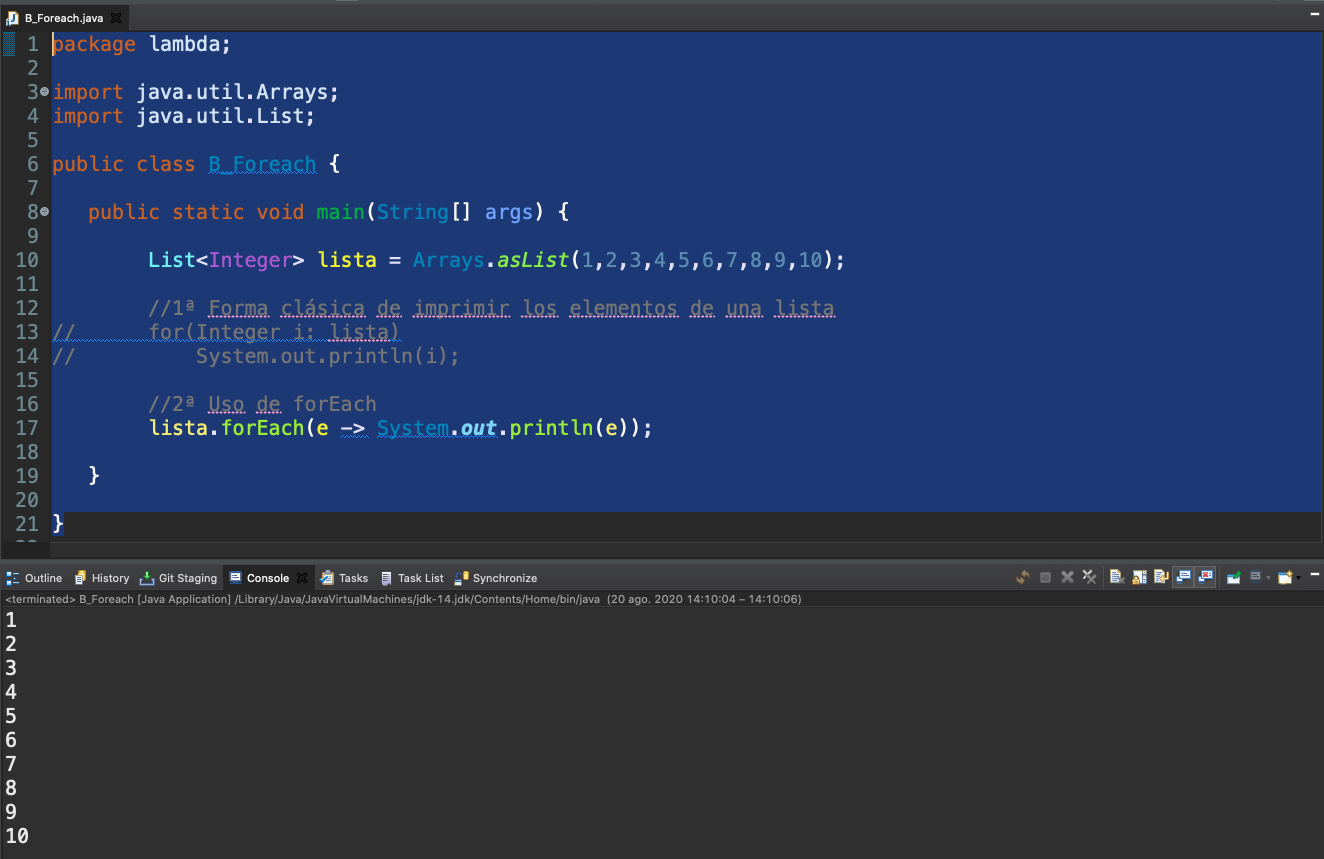 B_Foreach.java
1 package lambda;
2
3 import java.util.Arrays;
4 import java.util.List;
5
6 public class B_Foreach {
7
8 public static void main(String[] args) {
9
10 List<Integer> lista = Arrays.asList(1,2,3,4,5,6,7,8,9,10);
11
12 //1ª Forma clásica de imprimir los elementos de una lista
13 // for(Integer i: lista)
14 // System.out.println(i);
15
16 //2ª Uso de forEach
17 lista.forEach(e -> System.out.println(e));
18
19 }
20
21 }
Outline History Git Staging Console Tasks Task List Synchronize
<terminated> B_Foreach [Java Application] /Library/Java/JavaVirtualMachines/jdk-14.jdk/Contents/Home/bin/java (20 ago. 2020 14:10:04 – 14:10:06)
1
2
3
4
5
6
7
8
9
10